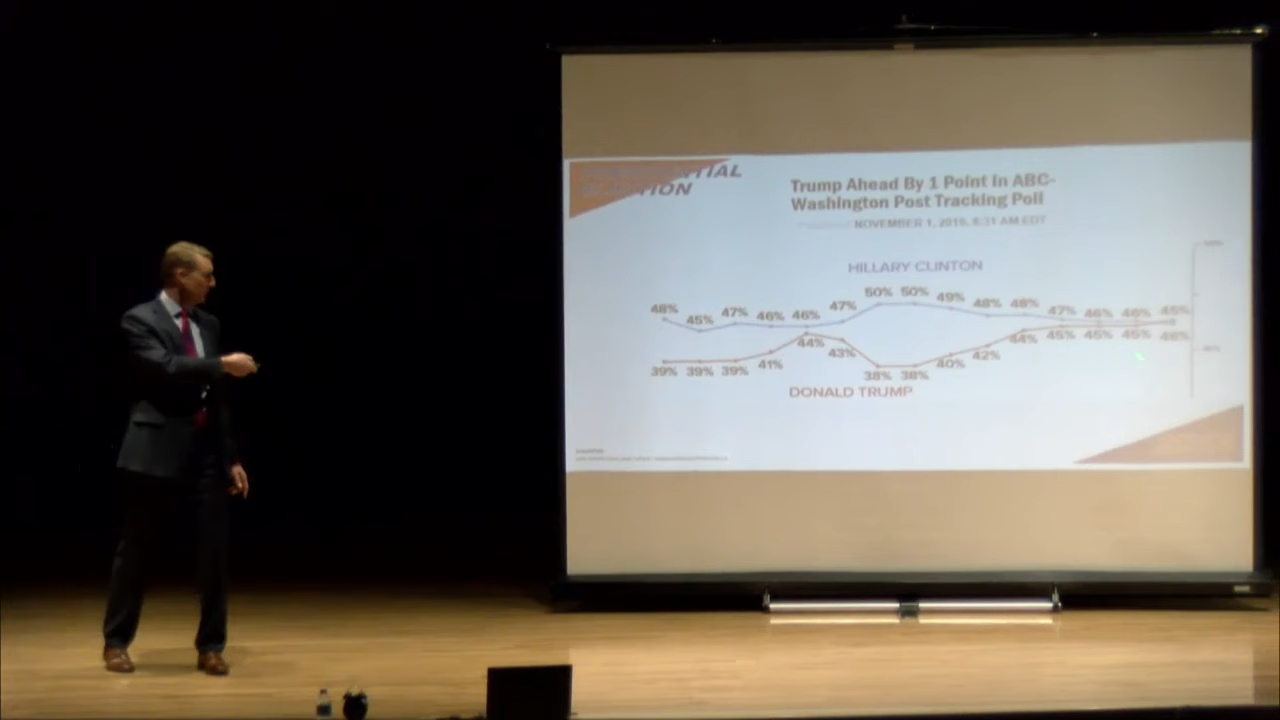 Trump Ahead By 1 Point In ABC-
Washington Post Tracking Poll
NOVEMBER 1, 2016, 8:31 AM EDT
HILLARY CLINTON
48% 45% 47% 46% 46% 47% 50% 50% 49% 48% 48% 47% 46% 46% 45%
39% 39% 39% 41% 44% 43% 38% 38% 40% 42% 44% 45% 45% 45% 46%
DONALD TRUMP